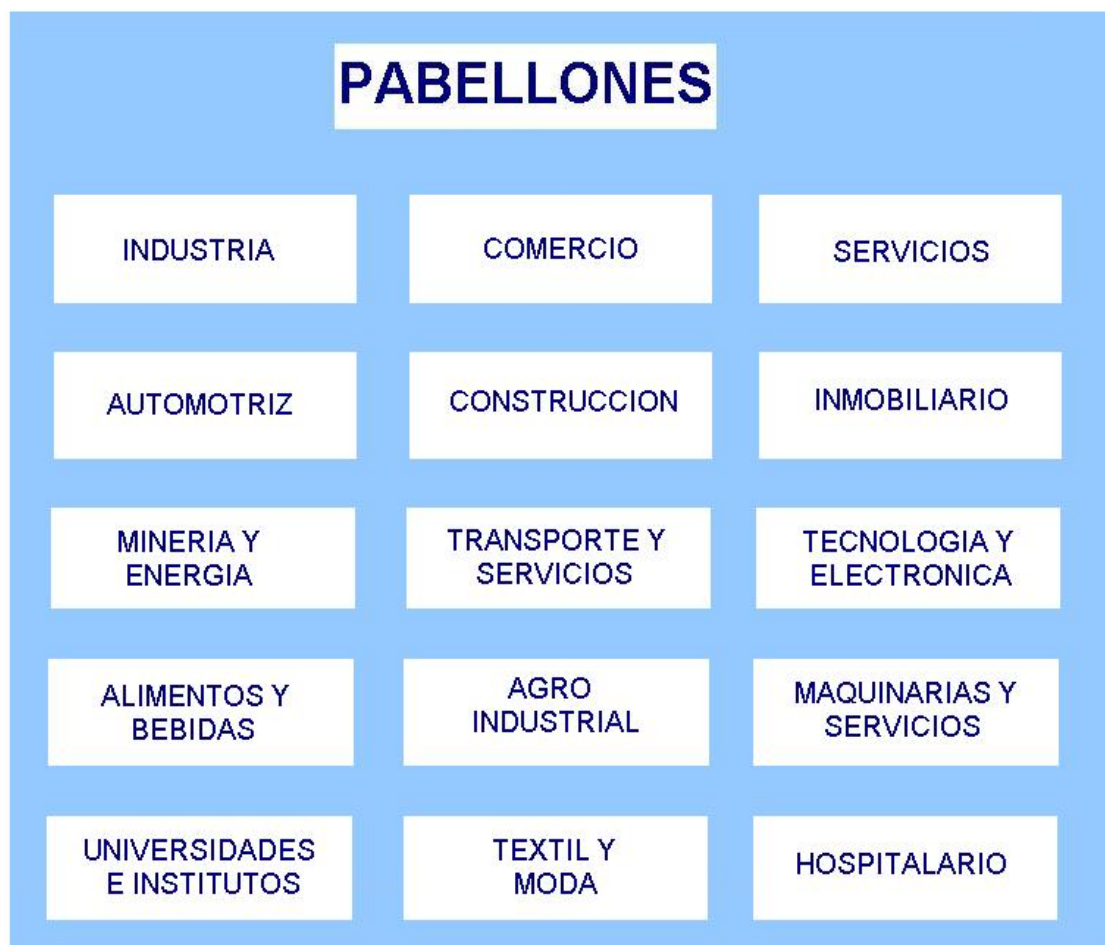 PABELLONES
INDUSTRIA
COMERCIO
SERVICIOS
AUTOMOTRIZ
CONSTRUCCION
INMOBILIARIO
MINERIA Y
ENERGIA
TRANSPORTE Y
SERVICIOS
TECNOLOGIA Y
ELECTRONICA
ALIMENTOS Y
BEBIDAS
AGRO
INDUSTRIAL
MAQUINARIAS Y
SERVICIOS
UNIVERSIDADES
E INSTITUTOS
TEXTIL Y
MODA
HOSPITALARIO